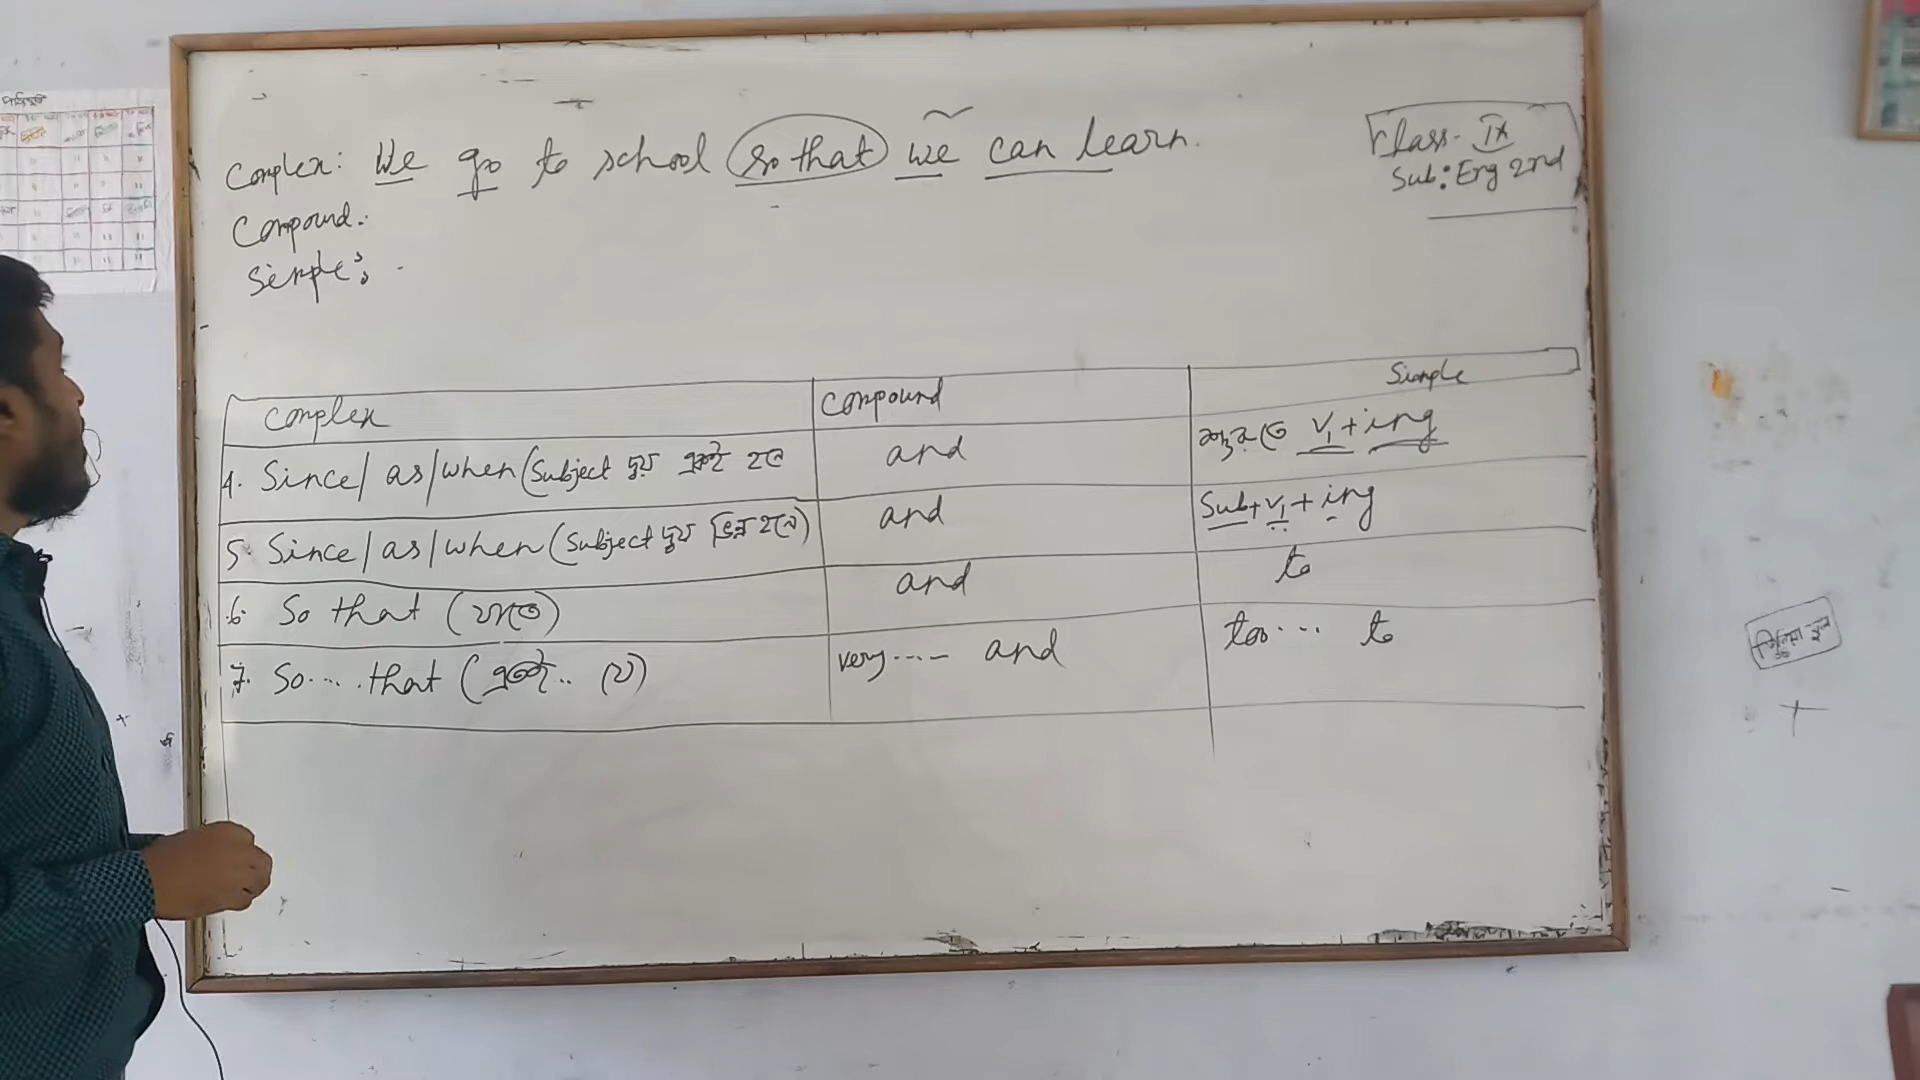 Complex: We go to school so that we can learn.
Compound:
Simple:
Class- IX
Sub: Eng 2nd
Complex Compound Simple
4. Since/ as/when (Subject দুয় একই হলে and V1+ing
5. Since/as/when (Subject দুয় ভিন্ন হলে) and Sub+V1+ing
6. So that (যাতে) and to
7. So.... that (এতই.. যে) very.... and too... to